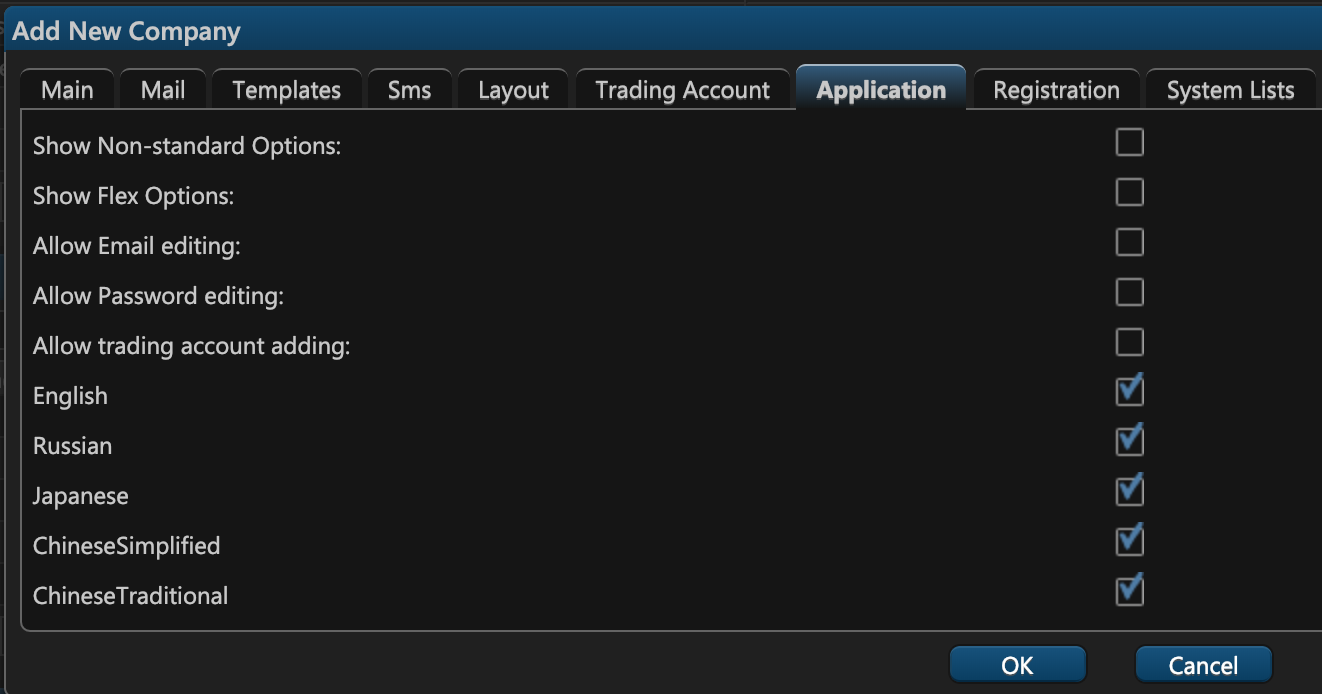 Add New Company
Main Mail Templates Sms Layout Trading Account Application Registration System Lists
Show Non-standard Options:
Show Flex Options:
Allow Email editing:
Allow Password editing:
Allow trading account adding:
English
Russian
Japanese
ChineseSimplified
ChineseTraditional
OK Cancel